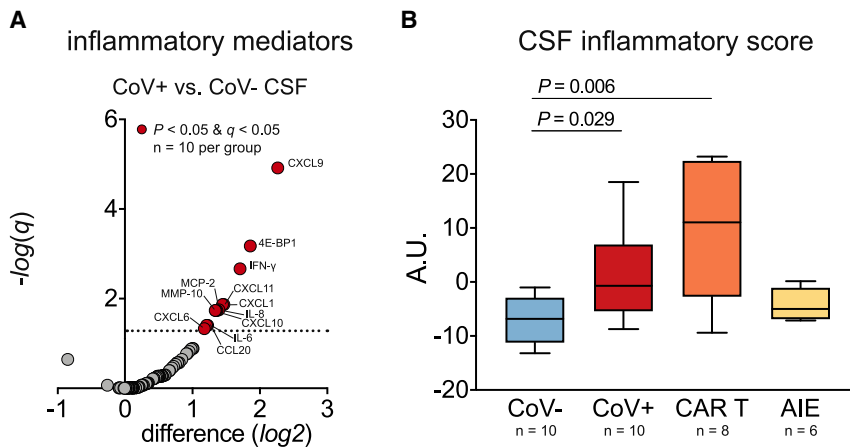 A
inflammatory mediators
CoV+ vs. CoV- CSF
P < 0.05 & q < 0.05
n = 10 per group
CXCL9
4E-BP1
IFN-γ
MCP-2
CXCL11
MMP-10
CXCL1
IL-8
CXCL10
CXCL6
IL-6
CCL20
-log(q)
6
4
2
0
-1
0
1
2
3
difference (log2)
B
CSF inflammatory score
P = 0.006
P = 0.029
A.U.
30
20
10
0
-10
-20
CoV-
n = 10
CoV+
n = 10
CAR T
n = 8
AIE
n = 6